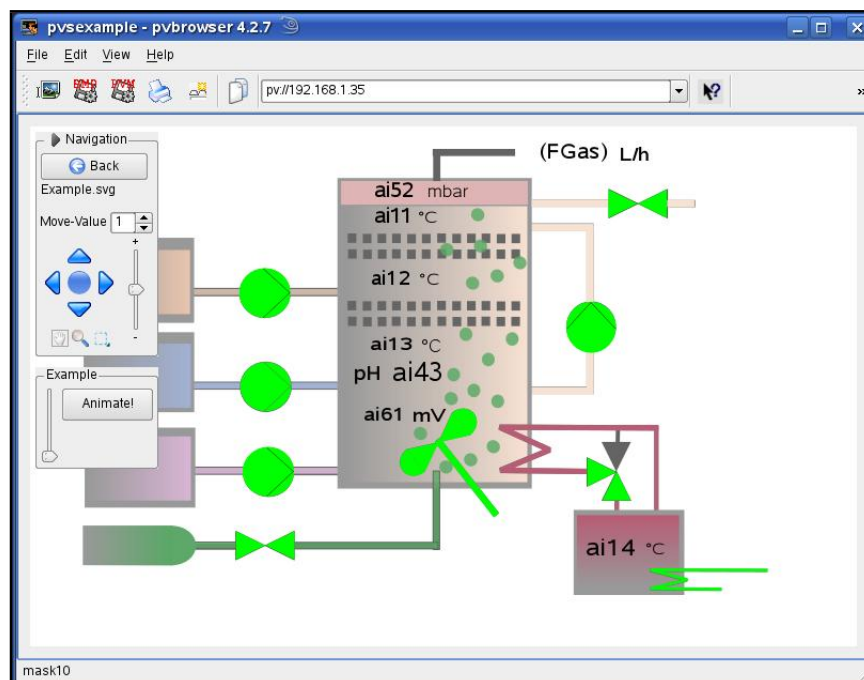 pvsexample - pvbrowser 4.2.7
File Edit View Help
pv://192.168.1.35
»
Navigation
Back
Example.svg
Move-Value 1
+
-
Example
Animate!
(FGas) L/h
ai52 mbar
ai11 °C
ai12 °C
ai13 °C
pH ai43
ai61 mV
ai14 °C
mask10